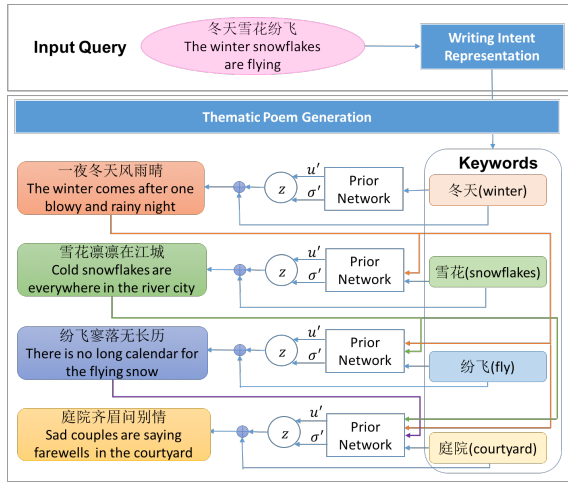 Input Query
冬天雪花纷飞
The winter snowflakes
are flying
Writing Intent
Representation
Thematic Poem Generation
Keywords
一夜冬天风雨晴
The winter comes after one
blowy and rainy night
z
u'
σ'
Prior
Network
冬天(winter)
雪花凛凛在江城
Cold snowflakes are
everywhere in the river city
z
u'
σ'
Prior
Network
雪花(snowflakes)
纷飞寥落无长历
There is no long calendar for
the flying snow
z
u'
σ'
Prior
Network
纷飞(fly)
庭院齐眉问别情
Sad couples are saying
farewells in the courtyard
z
u'
σ'
Prior
Network
庭院(courtyard)